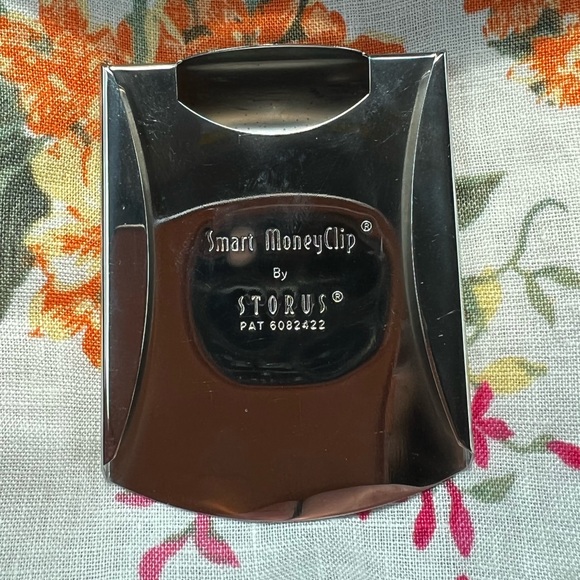 Smart MoneyClip®
By
STORUS®
PAT 6082422